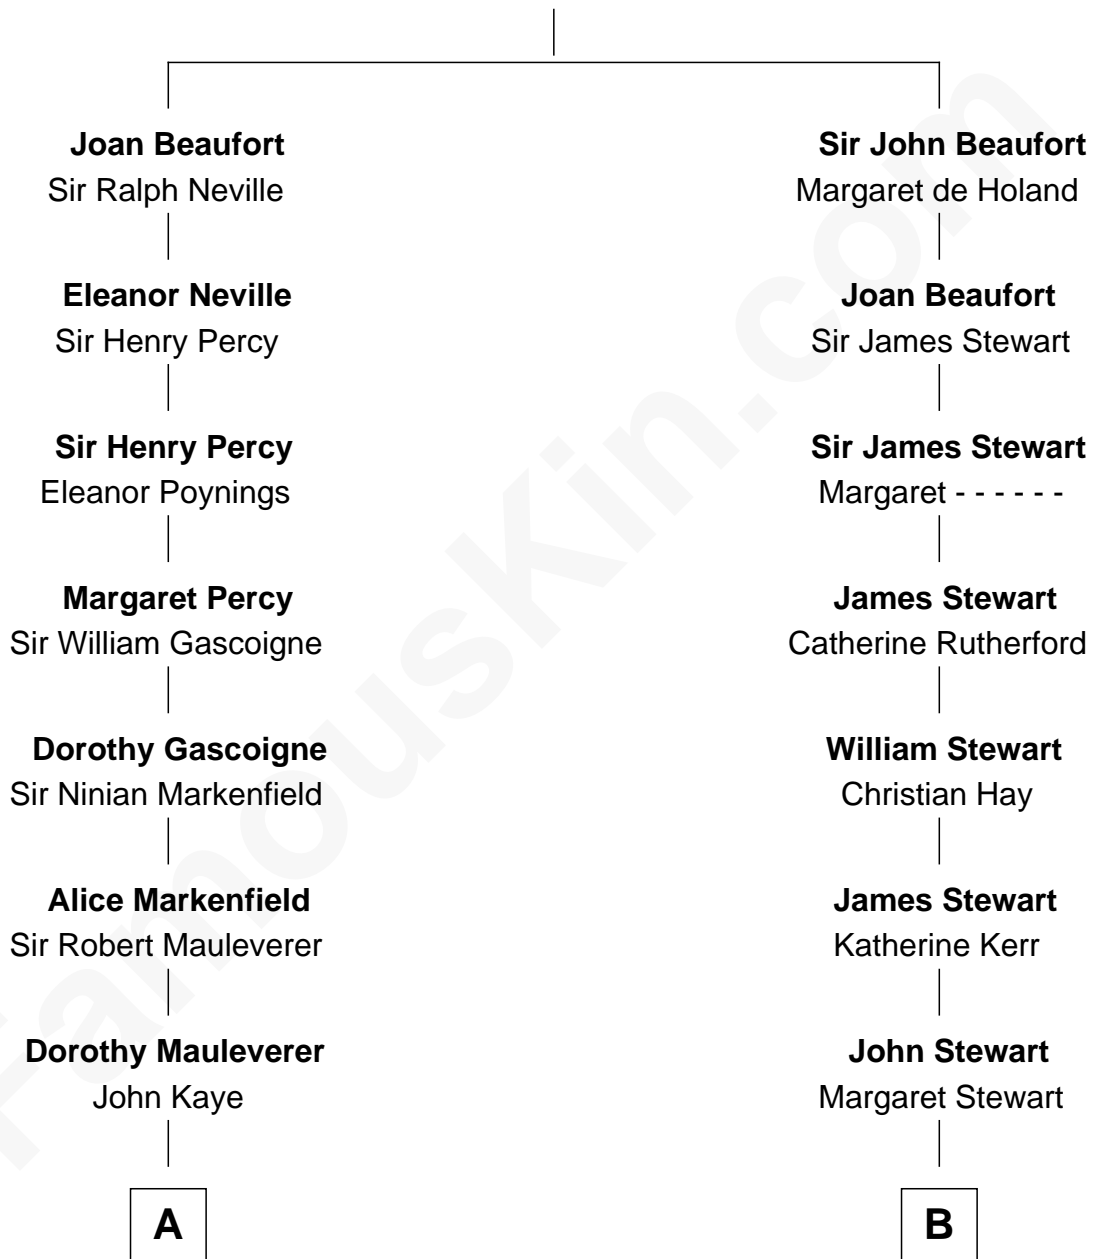 Joan Beaufort
Sir Ralph Neville
Sir John Beaufort
Margaret de Holand
Eleanor Neville
Sir Henry Percy
Joan Beaufort
Sir James Stewart
Sir Henry Percy
Eleanor Poynings
Sir James Stewart
Margaret - - - - - -
Margaret Percy
Sir William Gascoigne
James Stewart
Catherine Rutherford
Dorothy Gascoigne
Sir Ninian Markenfield
William Stewart
Christian Hay
Alice Markenfield
Sir Robert Mauleverer
James Stewart
Katherine Kerr
Dorothy Mauleverer
John Kaye
John Stewart
Margaret Stewart
A
B
FamousKin.com